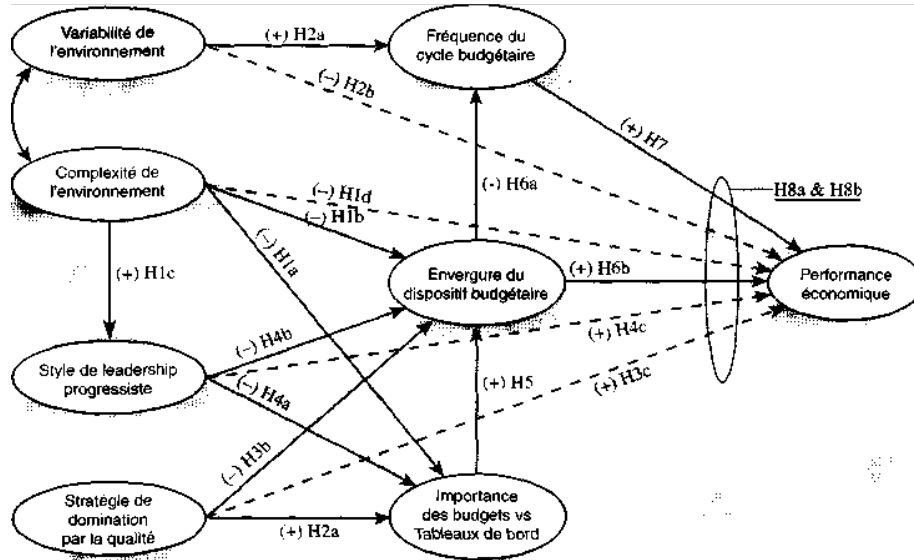 Variabilité de
l'environnement
(+) H2a
Fréquence du
cycle budgétaire
(−) H2b
(+) H7
Complexité de
l'environnement
(−) H1d
(−) H1b
(-) H6a
H8a & H8b
(−) H1a
(+) H1c
Envergure du
dispositif budgétaire
(+) H6b
Performance
économique
(−) H4b
(+) H4c
Style de leadership
progressiste
(−) H4a
(+) H5
(+) H3c
(−) H3b
Stratégie de
domination
par la qualité
(+) H2a
Importance
des budgets vs
Tableaux de bord